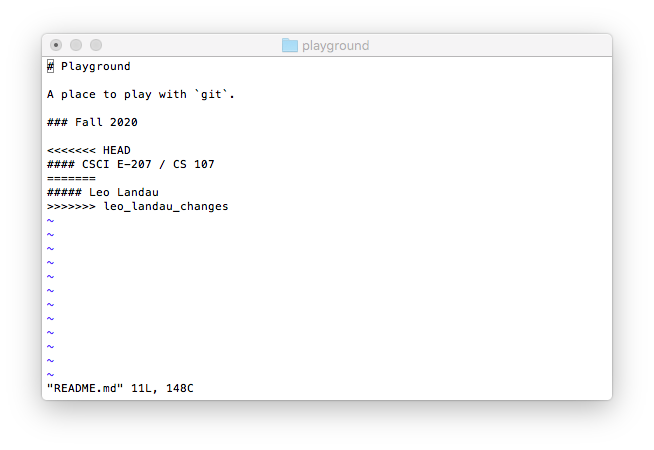 playground
# Playground
A place to play with `git`.
### Fall 2020
<<<<<<< HEAD
#### CSCI E-207 / CS 107
=======
##### Leo Landau
>>>>>>> leo_landau_changes
~
~
~
~
~
~
~
~
~
~
~
~
"README.md" 11L, 148C